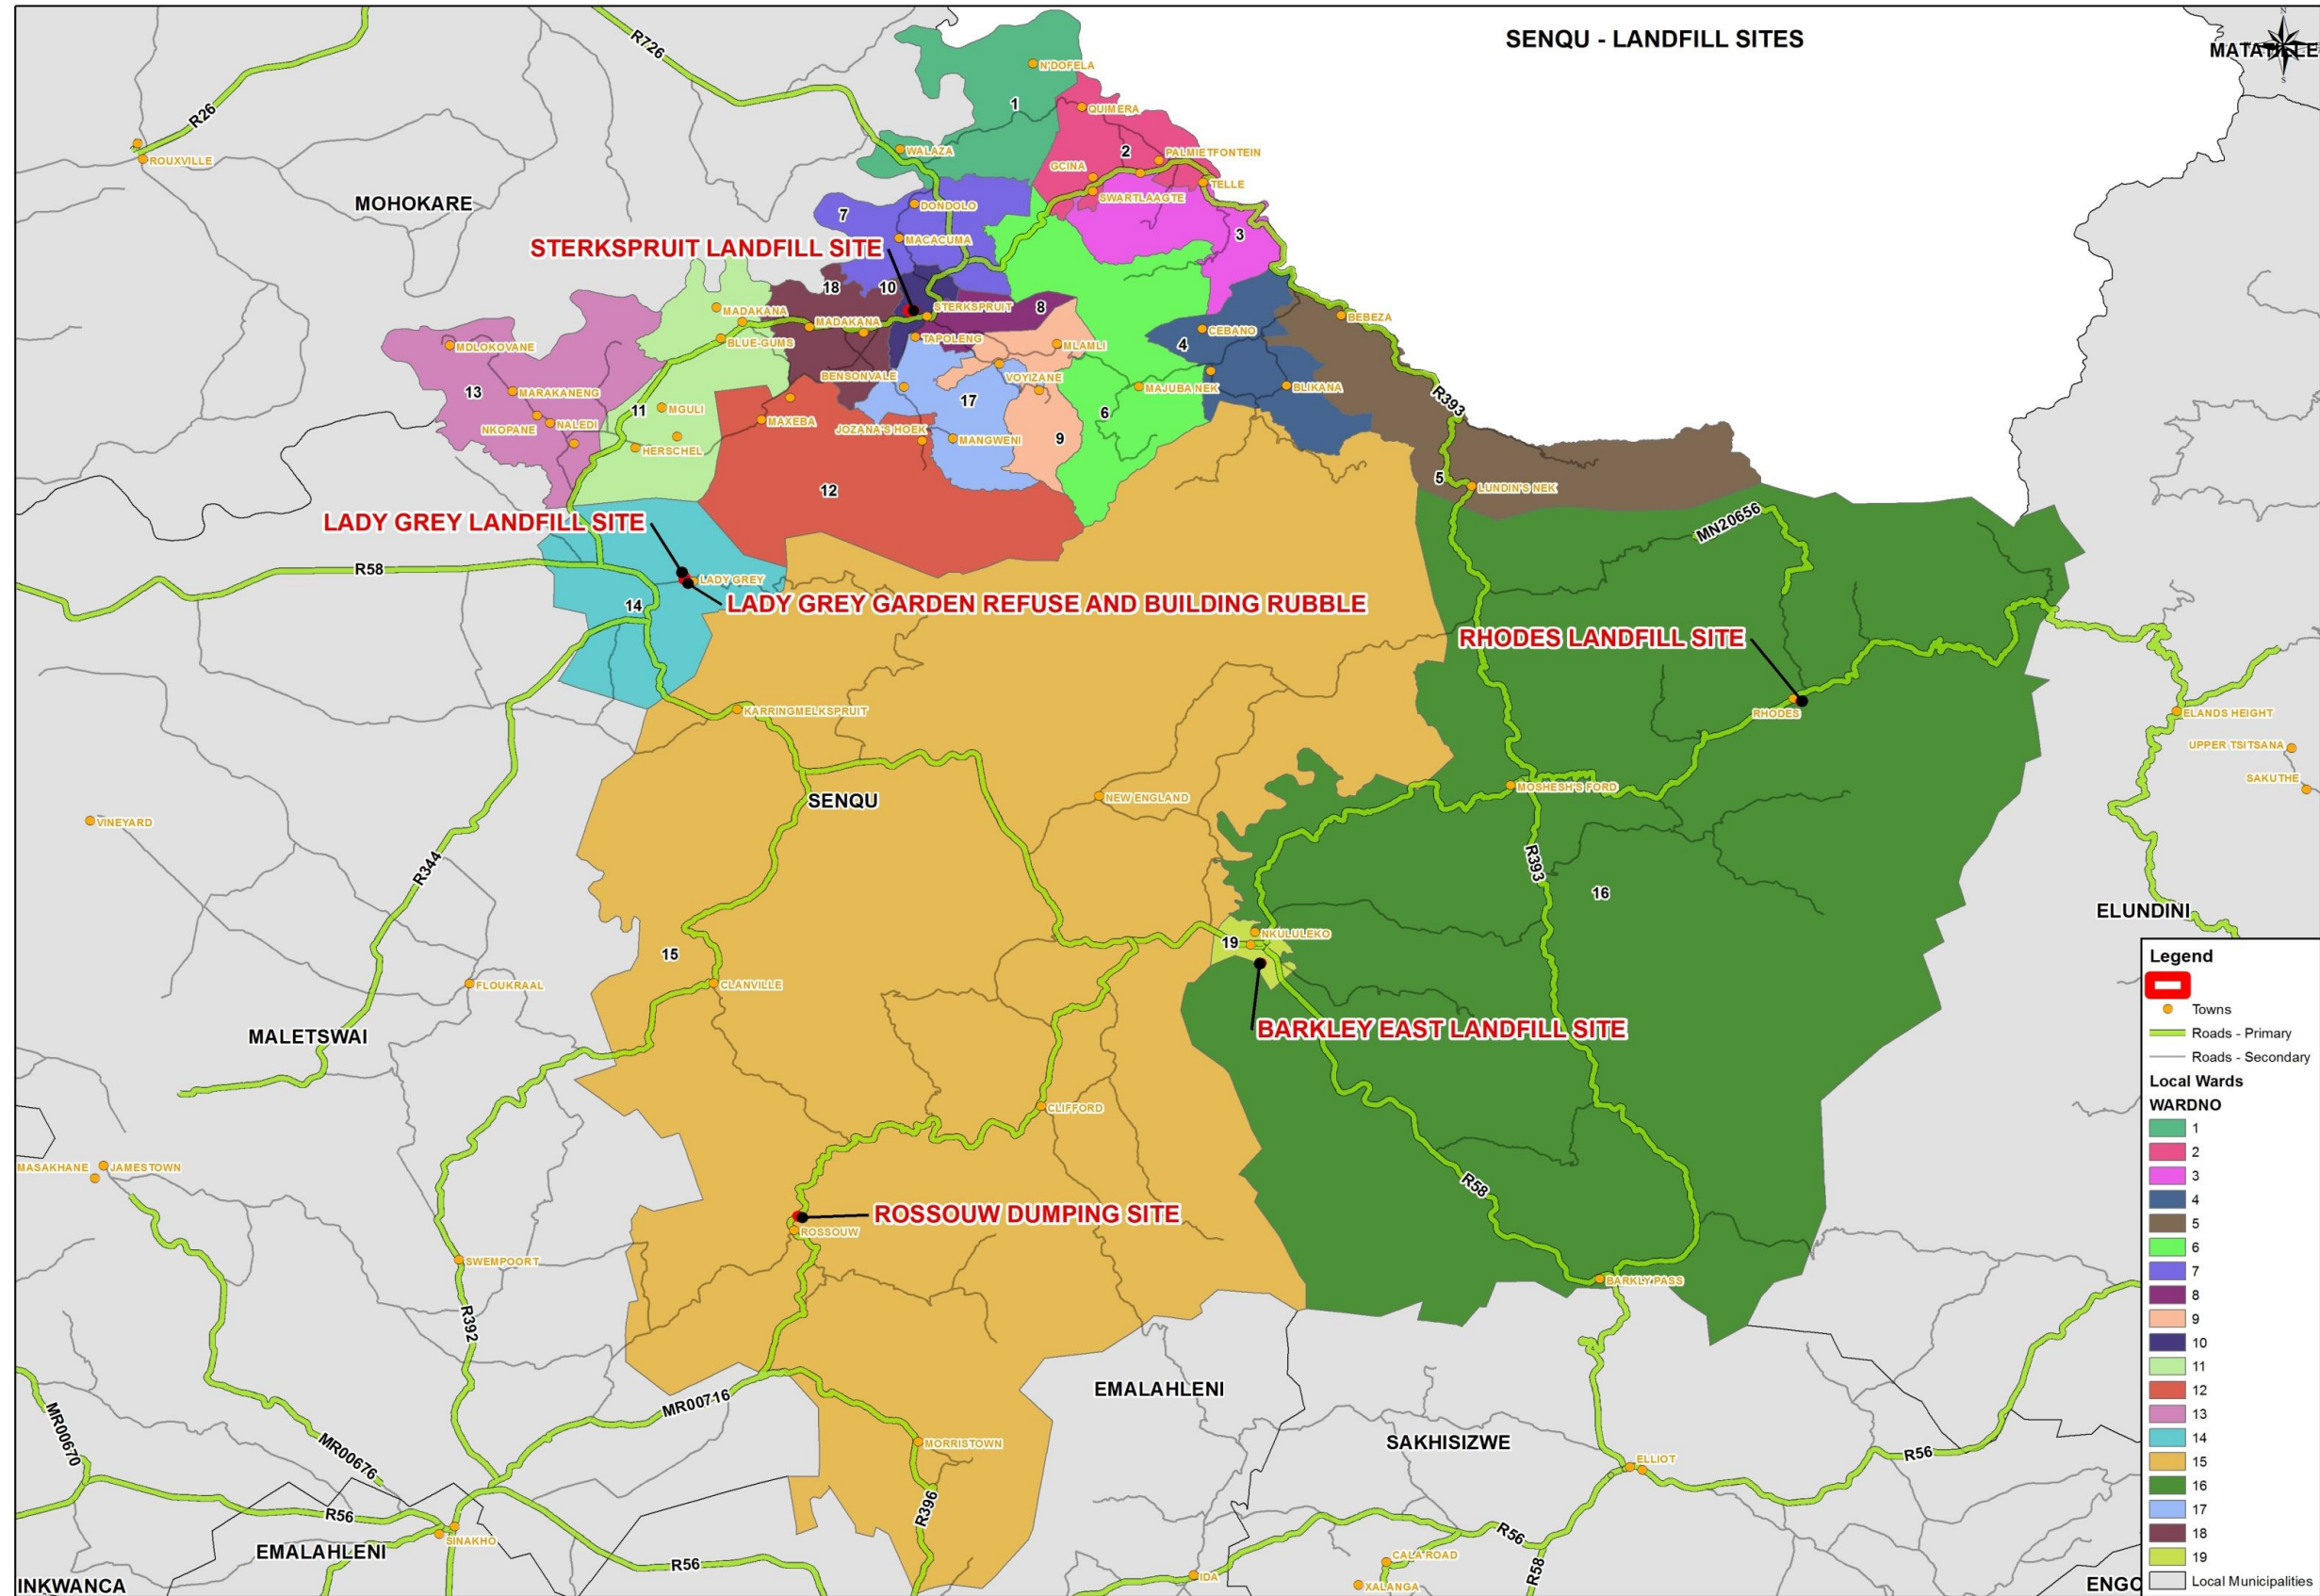 SENQU - LANDFILL SITES
N
S
R726
R26
N'DOFELA
1
QUIMERA
2
ROUXVILLE
WALAZA
PALMIETFONTEIN
GCINA
TELLE
MOHOKARE
SWARTLAAGTE
7
DONDOLO
3
MACACUMA
STERKSPRUIT LANDFILL SITE
18
10
8
STERKSPRUIT
MADAKANA
MADAKANA
BEBEZA
CEBANO
BLUE-GUMS
TAPOLENG
MLAMLI
4
MDLOKOVANE
BENSONVALE
VOYIZANE
MAJUBA NEK
BLIKANA
13
MARAKANENG
17
R393
11
MGULI
6
MAXEBA
NALEDI
NKOPANE
JOZANA'S HOEK
MANGWENI
9
HERSCHEL
12
5
LUNDIN'S NEK
LADY GREY LANDFILL SITE
MN20656
R58
LADY GREY
14
LADY GREY GARDEN REFUSE AND BUILDING RUBBLE
RHODES LANDFILL SITE
KARRINGMELKSPRUIT
RHODES
ELANDS HEIGHT
UPPER TSITSANA
SAKUTHE
SENQU
NEW ENGLAND
MOSHESH'S FORD
VINEYARD
R344
R393
16
ELUNDINI
19
NKULULEKO
15
FLOUKRAAL
CLANVILLE
MALETSWAI
BARKLEY EAST LANDFILL SITE
CLIFFORD
MASAKHANE
JAMESTOWN
R58
ROSSOUW DUMPING SITE
ROSSOUW
SWEMPOORT
BARKLY PASS
R392
EMALAHLENI
MR00716
MR00670
MR00676
MORRISTOWN
SAKHISIZWE
R56
ELLIOT
R56
R396
SINAKHO
EMALAHLENI
R56
R56
CALA ROAD
IDA
XALANGA
R58
INKWANCA
Legend
Towns
Roads - Primary
Roads - Secondary
Local Wards
WARDNO
1
2
3
4
5
6
7
8
9
10
11
12
13
14
15
16
17
18
19
Local Municipalities